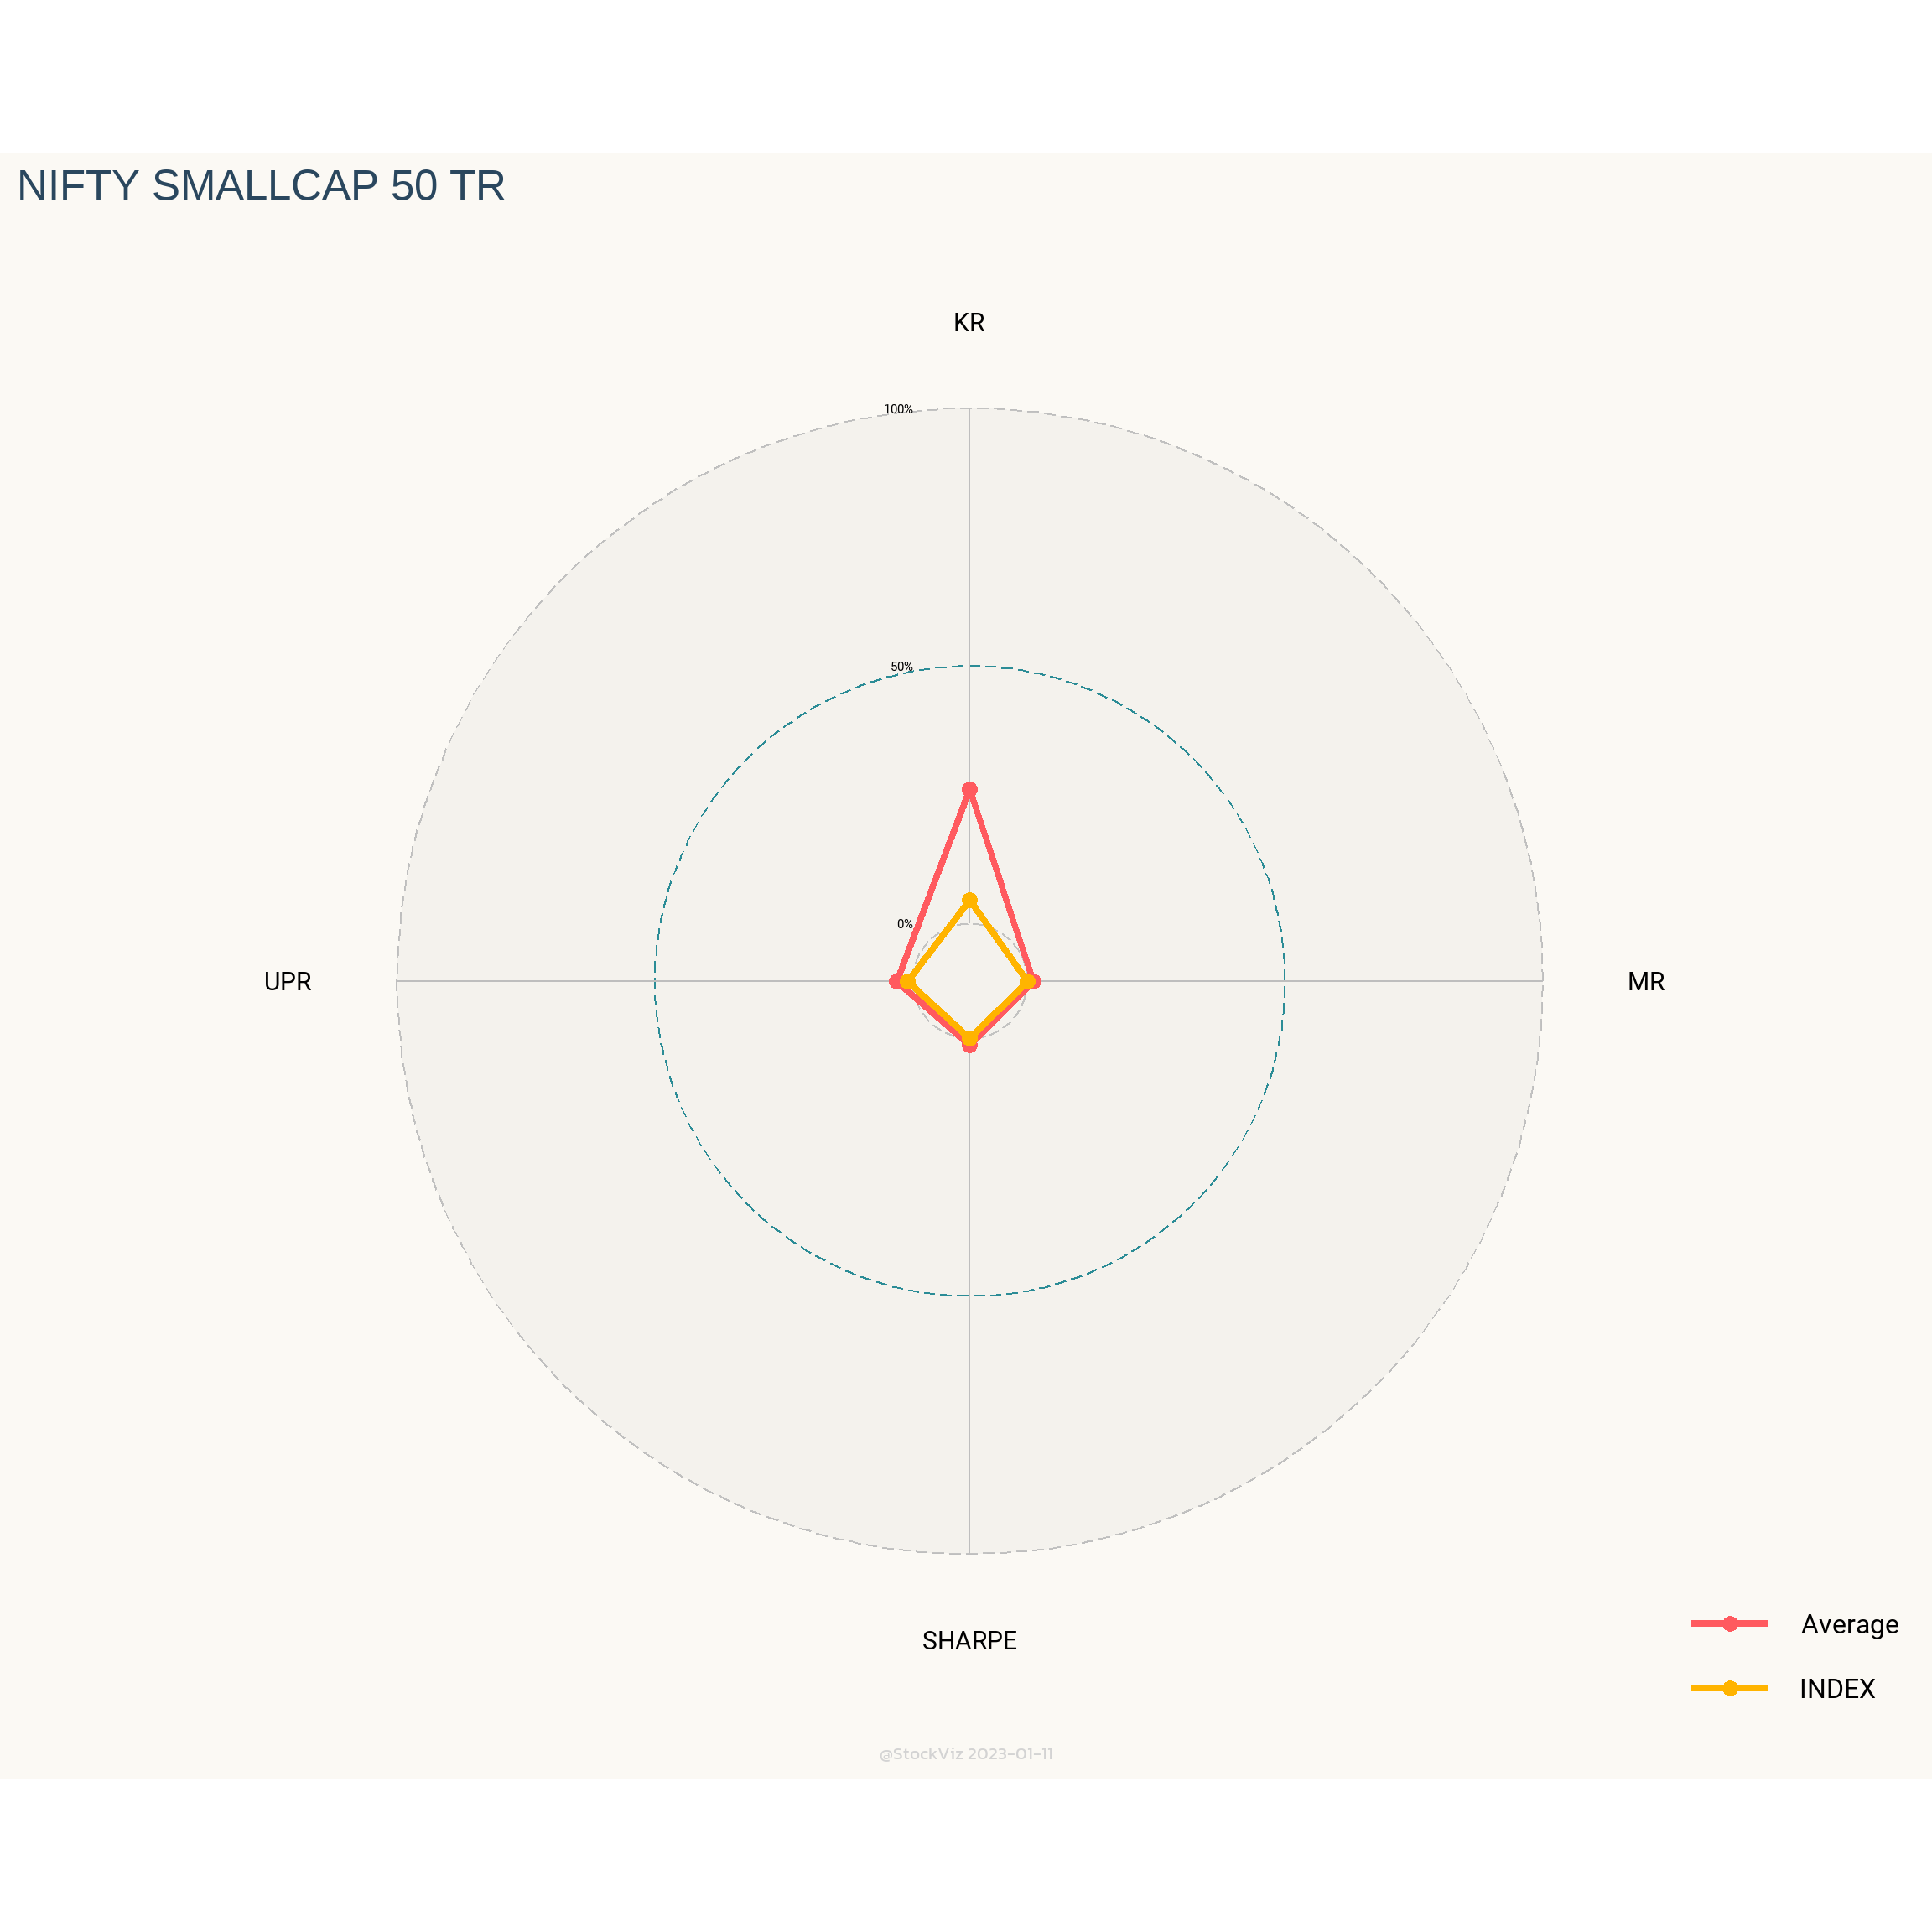 NIFTY SMALLCAP 50 TR
KR
100%
50%
0%
UPR
MR
SHARPE
Average
INDEX
@StockViz 2023-01-11